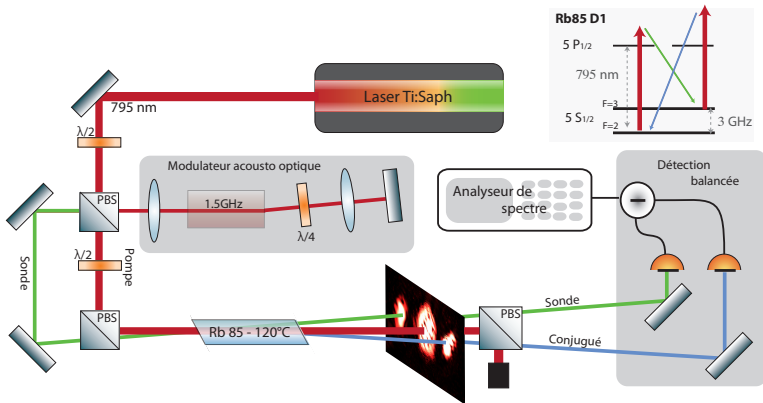 Rb85 D1
5 P1/2
795 nm
F=3
5 S1/2
F=2
3 GHz
Laser Ti:Saph
795 nm
λ/2
Modulateur acousto optique
1.5GHz
λ/4
PBS
Analyseur de
spectre
Détection
balancée
Sonde
λ/2
Pompe
PBS
Rb 85 - 120°C
PBS
Sonde
Conjugué